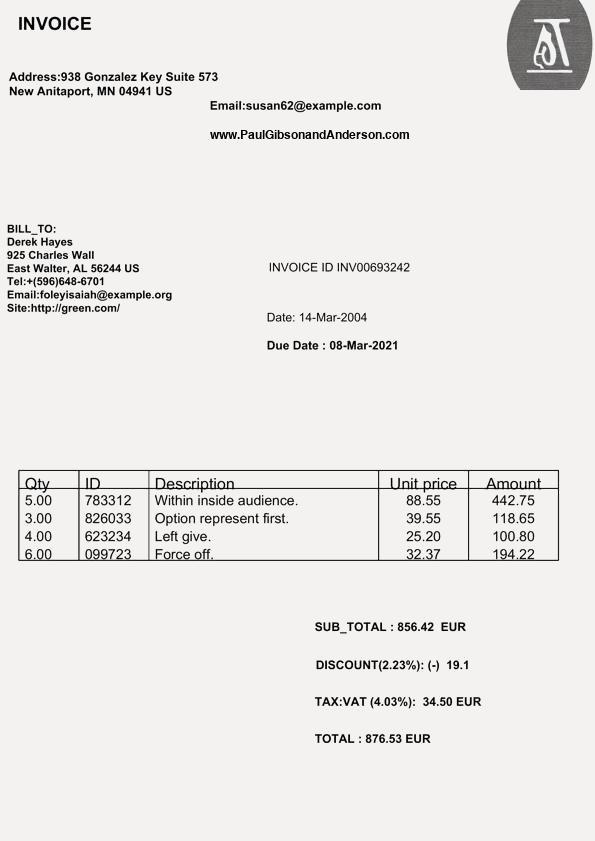 INVOICE
Address:938 Gonzalez Key Suite 573
New Anitaport, MN 04941 US
Email:susan62@example.com
www.PaulGibsonandAnderson.com
BILL_TO:
Derek Hayes
925 Charles Wall
East Walter, AL 56244 US
Tel:+(596)648-6701
Email:foleyisaiah@example.org
Site:http://green.com/
INVOICE ID INV00693242
Date: 14-Mar-2004
Due Date : 08-Mar-2021
Qty ID Description Unit price Amount
5.00 783312 Within inside audience. 88.55 442.75
3.00 826033 Option represent first. 39.55 118.65
4.00 623234 Left give. 25.20 100.80
6.00 099723 Force off. 32.37 194.22
SUB_TOTAL : 856.42 EUR
DISCOUNT(2.23%): (-) 19.1
TAX:VAT (4.03%): 34.50 EUR
TOTAL : 876.53 EUR